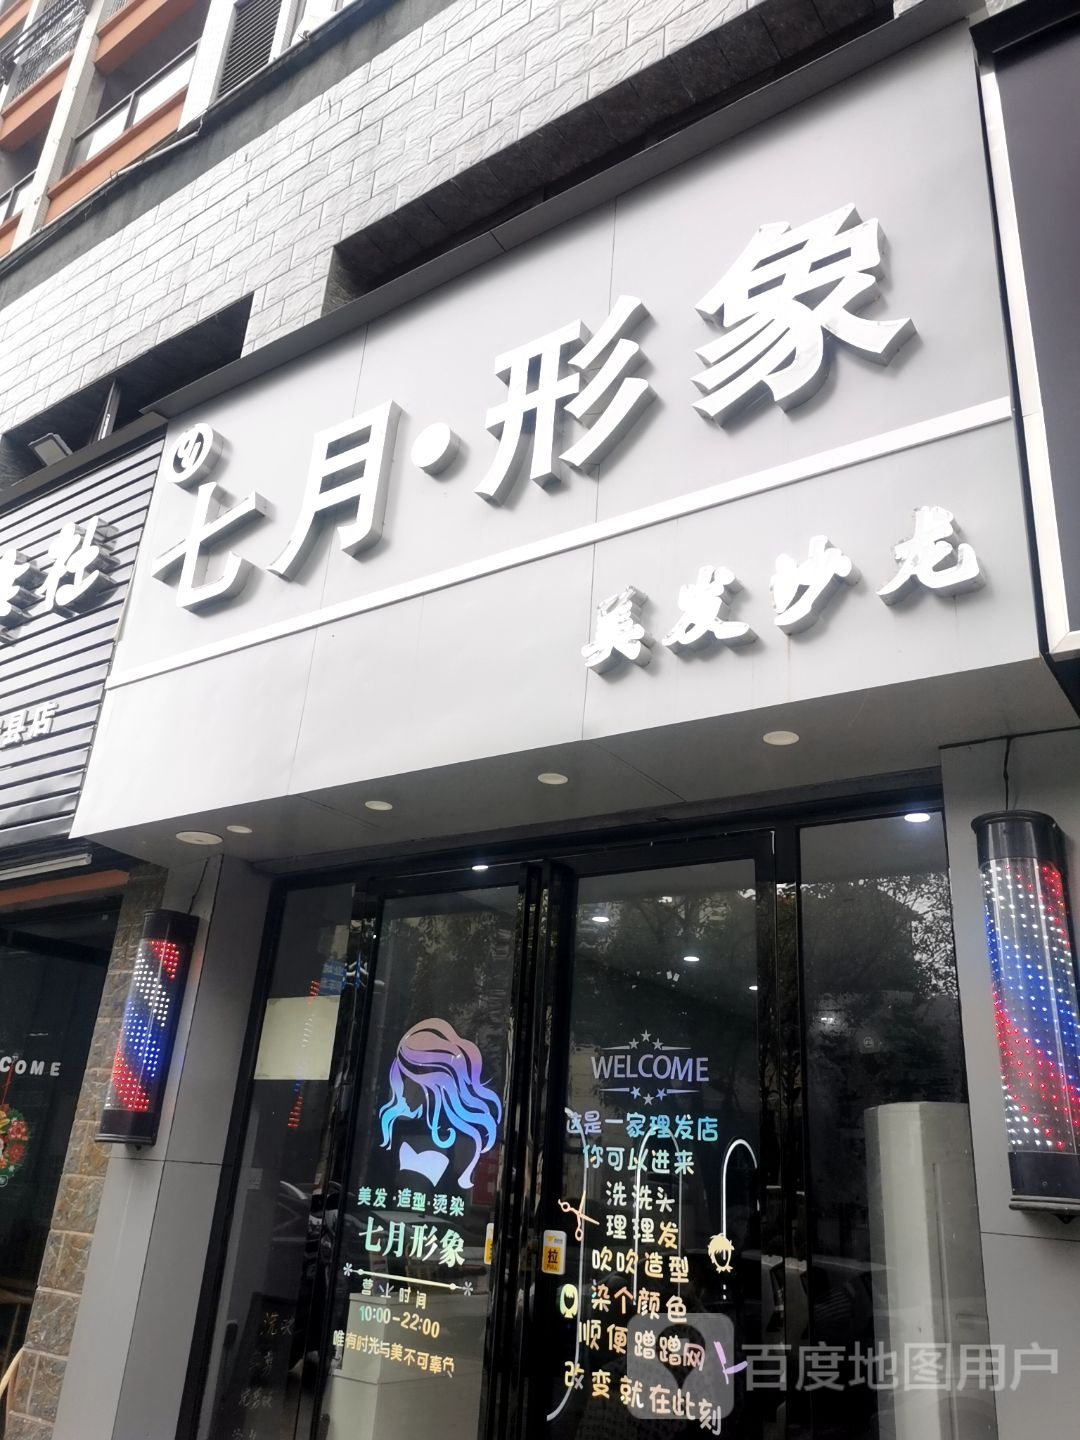 七月·形象
美发沙龙
社
县店
COME
WELCOME
这是一家理发店
你可以进来
洗洗头
理理发
吹吹造型
染个颜色
顺便蹭蹭网
改变就在此刻
美发·造型·烫染
七月形象
营业时间
10:00-22:00
唯有时光与美不可辜负
拉
百度地图用户